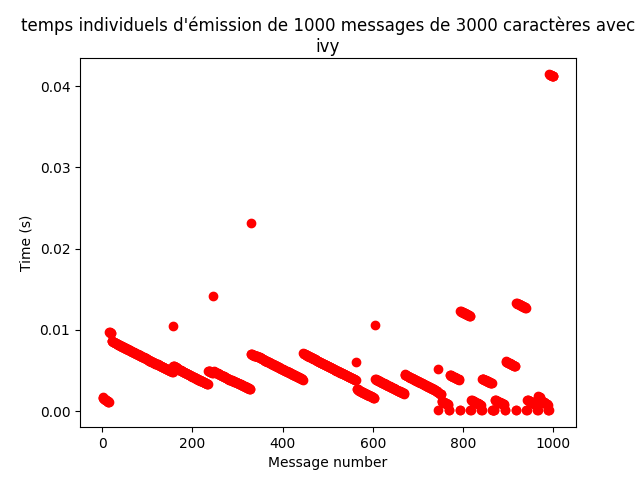 temps individuels d'émission de 1000 messages de 3000 caractères avec
ivy
0.04
0.03
0.02
0.01
0.00
Time (s)
0
200
400
600
800
1000
Message number